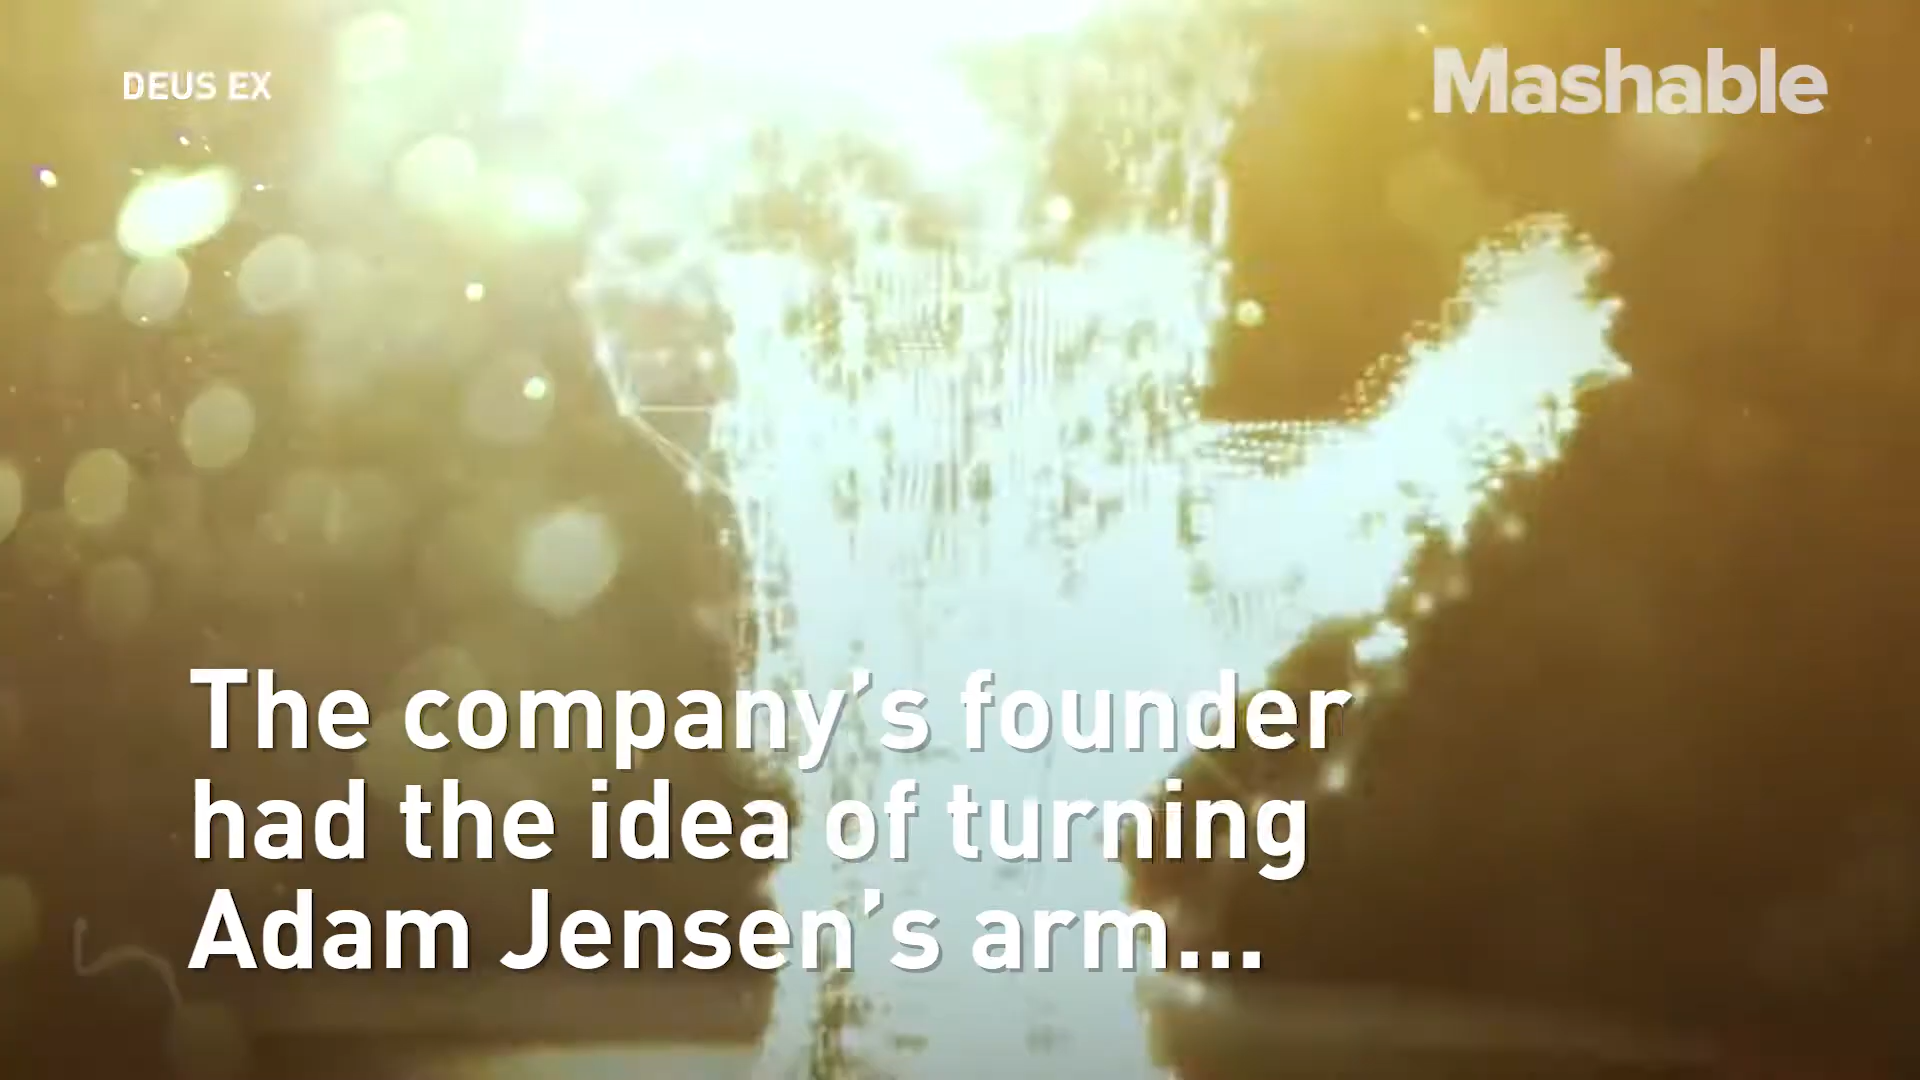 DEUS EX
Mashable
The company’s founder
had the idea of turning
Adam Jensen’s arm...